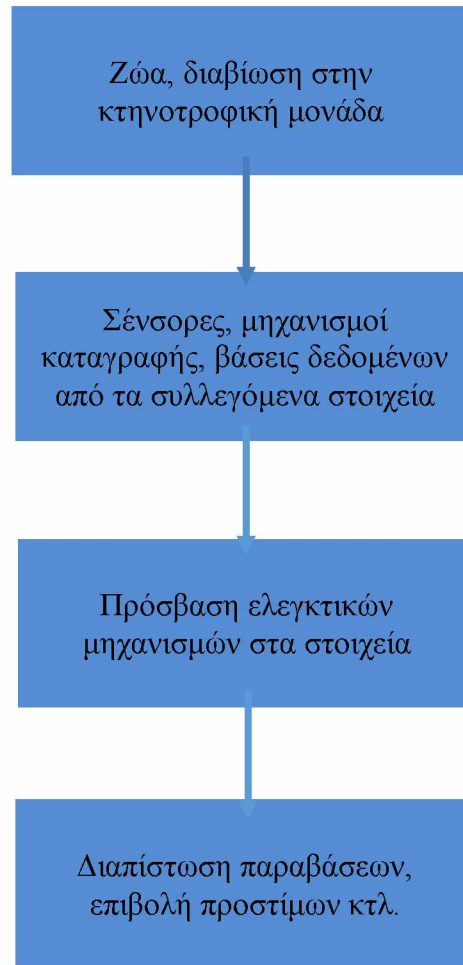 Ζώα, διαβίωση στην
κτηνοτροφική μονάδα
Σένσορες, μηχανισμοί
καταγραφής, βάσεις δεδομένων
από τα συλλεγόμενα στοιχεία
Πρόσβαση ελεγκτικών
μηχανισμών στα στοιχεία
Διαπίστωση παραβάσεων,
επιβολή προστίμων κτλ.